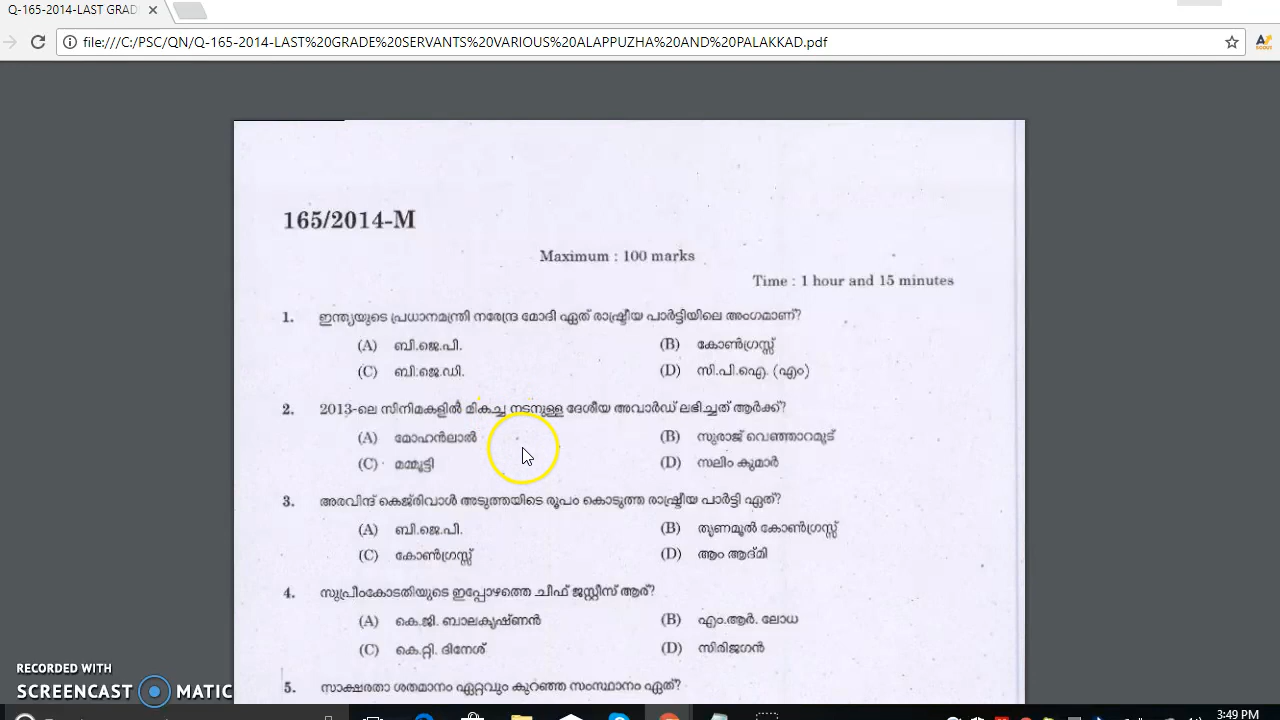 Q-165-2014-LAST GRAD
file:///C:/PSC/QN/Q-165-2014-LAST%20GRADE%20SERVANTS%20VARIOUS%20ALAPPUZHA%20AND%20PALAKKAD.pdf
165/2014-M
Maximum : 100 marks
Time : 1 hour and 15 minutes
1. ഇന്ത്യയുടെ പ്രധാനമന്ത്രി നരേന്ദ്ര മോദി ഏത് രാഷ്ട്രീയ പാർട്ടിയിലെ അംഗമാണ്?
(A) ബി.ജെ.പി. (B) കോൺഗ്രസ്സ്
(C) ബി.ജെ.ഡി. (D) സി.പി.ഐ. (എം)
2. 2013-ലെ സിനിമകളിൽ മികച്ച നടനുള്ള ദേശീയ അവാർഡ് ലഭിച്ചത് ആർക്ക്?
(A) മോഹൻലാൽ (B) സുരാജ് വെഞ്ഞാറമുട്
(C) മമ്മൂട്ടി (D) സലിം കുമാർ
3. അരവിന്ദ് കെജ്രിവാൾ അടുത്തയിടെ രൂപം കൊടുത്ത രാഷ്ട്രീയ പാർട്ടി ഏത്?
(A) ബി.ജെ.പി. (B) തൃണമൂൽ കോൺഗ്രസ്സ്
(C) കോൺഗ്രസ്സ് (D) ആം ആദ്മി
4. സുപ്രീംകോടതിയുടെ ഇപ്പോഴത്തെ ചീഫ് ജസ്റ്റീസ് ആര്?
(A) കെ.ജി. ബാലകൃഷ്ണൻ (B) എം.ആർ. ലോധ
(C) കെ.റ്റി. ദിനേശ് (D) സിരിജഗൻ
5. സാക്ഷരതാ ശതമാനം ഏറ്റവും കുറഞ്ഞ സംസ്ഥാനം ഏത്?
RECORDED WITH
SCREENCAST MATIC
3:49 PM